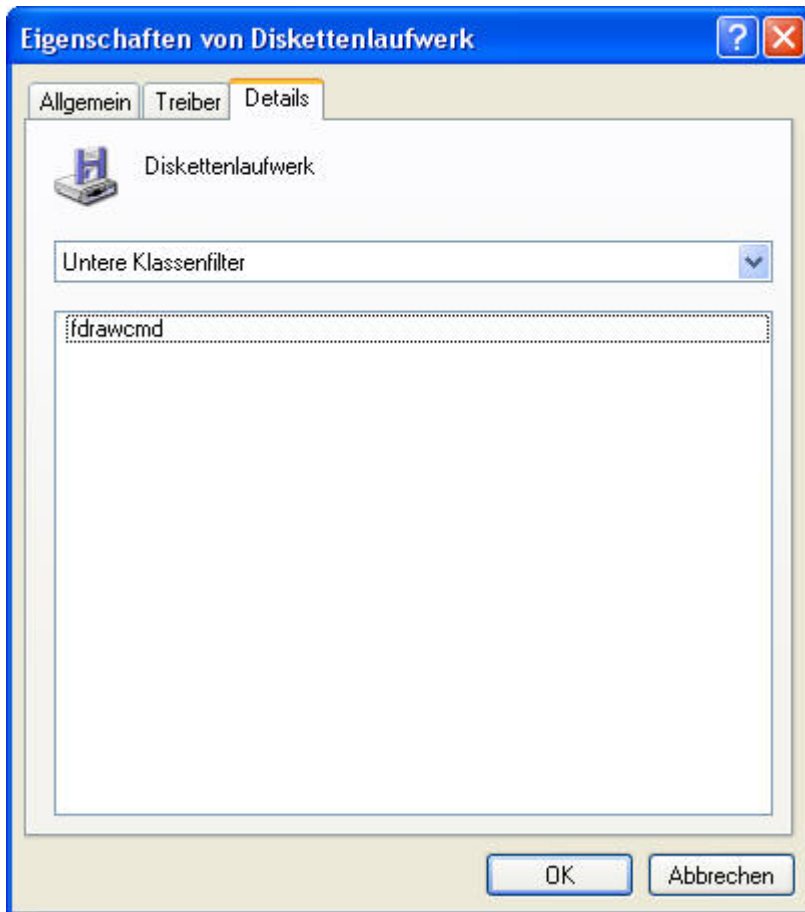 Eigenschaften von Diskettenlaufwerk
Allgemein Treiber Details
Diskettenlaufwerk
Untere Klassenfilter
fdrawcmd
OK Abbrechen